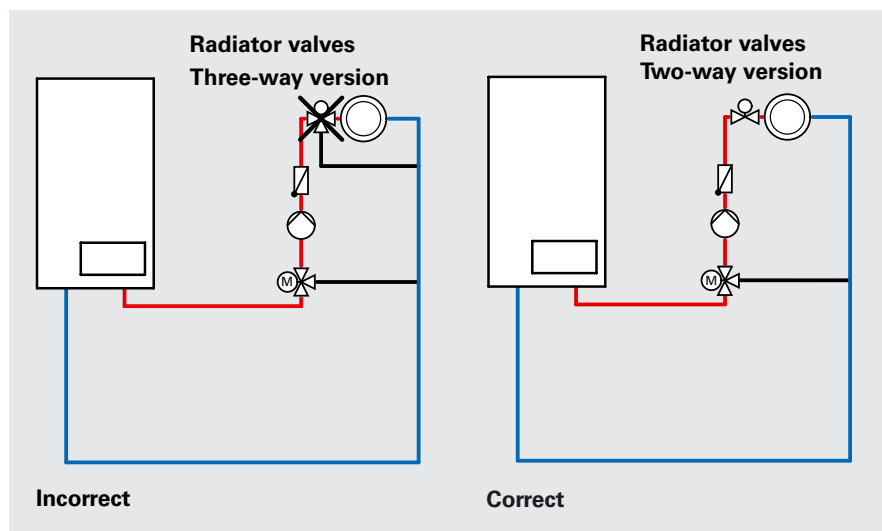 Radiator valves
Three-way version
M
Incorrect
Radiator valves
Two-way version
M
Correct